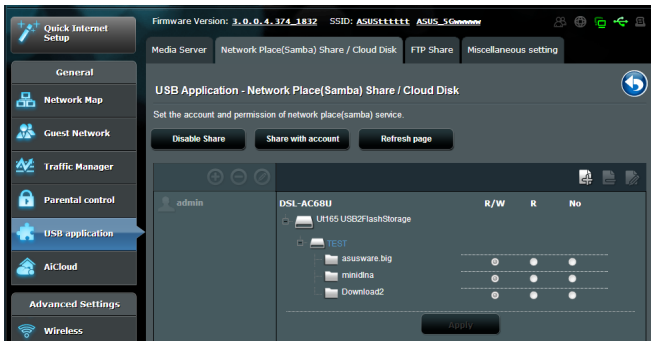 Quick Internet
Setup
Firmware Version: 3.0.0.4.374_1832 SSID: ASUStttttt
Media Server
Network Place(Samba) Share / Cloud Disk
FTP Share
Miscellaneous setting
General
Network Map
Guest Network
Traffic Manager
Parental control
USB application
AiCloud
Advanced Settings
Wireless
USB Application - Network Place(Samba) Share / Cloud Disk
Set the account and permission of network place(samba) service.
Disable Share
Share with account
Refresh page
admin
DSL-AC68U R/W R No
Ut165 USB2FlashStorage
TEST
asusware.big
minidlna
Download2
Apply